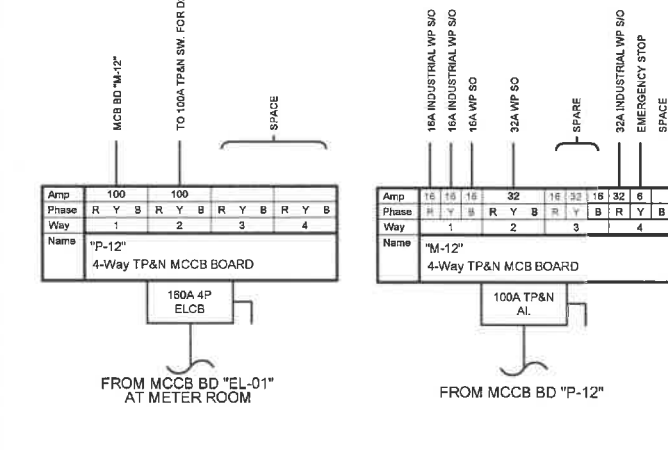 MCB BD "M-12"
TO 100A TP&N SW. FOR
SPACE
Amp 100 100
Phase R Y B R Y B R Y B R Y B
Way 1 2 3 4
Name "P-12"
4-Way TP&N MCCB BOARD
160A 4P
ELCB
FROM MCCB BD "EL-01"
AT METER ROOM
16A INDUSTRIAL WP S/O
16A INDUSTRIAL WP S/O
16A WP SO
32A WP SO
SPARE
32A INDUSTRIAL WP S/O
EMERGENCY STOP
SPACE
Amp 16 16 16 32 16 32 16 32 6
Phase R Y B R Y B R Y B R Y B
Way 1 2 3 4
Name "M-12"
4-Way TP&N MCB BOARD
100A TP&N
AI.
FROM MCCB BD "P-12"